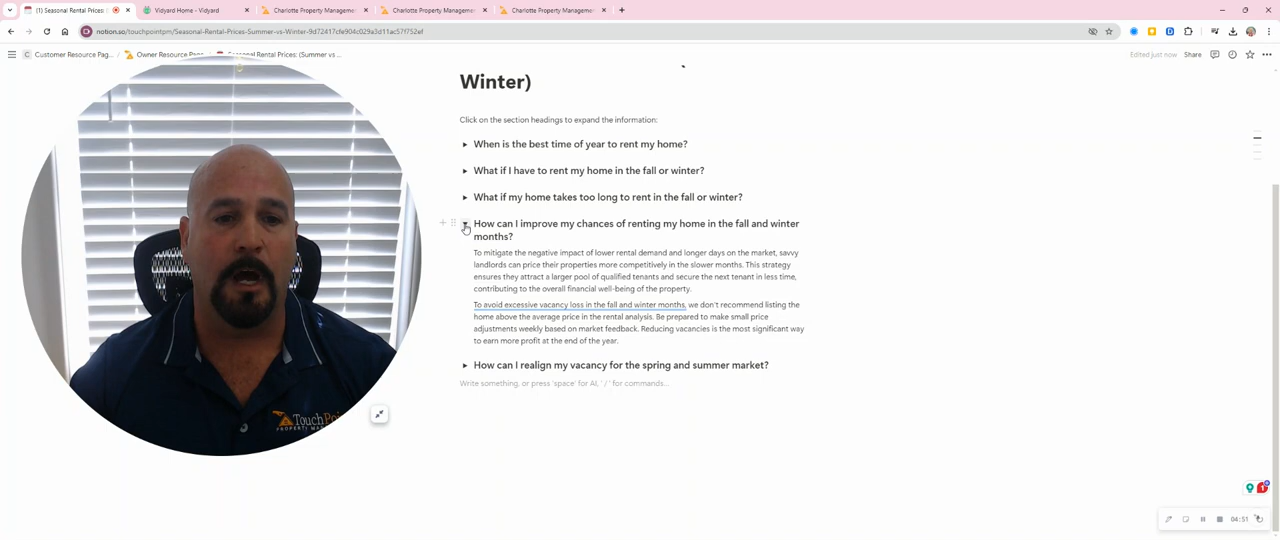 (1) Seasonal Rental Prices:
Vidyard Home - Vidyard
Charlotte Property Managemen
Charlotte Property Managemen
Charlotte Property Managemen
notion.so/touchpointpm/Seasonal-Rental-Prices-Summer-vs-Winter-9d72417cfe904c029a3d11ac57f752ef
Customer Resource Pag... / Owner Resource Page / Seasonal Rental Prices: (Summer vs ...
Edited just now Share
Winter)
Click on the section headings to expand the information:
When is the best time of year to rent my home?
What if I have to rent my home in the fall or winter?
What if my home takes too long to rent in the fall or winter?
How can I improve my chances of renting my home in the fall and winter
months?
To mitigate the negative impact of lower rental demand and longer days on the market, savvy
landlords can price their properties more competitively in the slower months. This strategy
ensures they attract a larger pool of qualified tenants and secure the next tenant in less time,
contributing to the overall financial well-being of the property.
To avoid excessive vacancy loss in the fall and winter months, we don't recommend listing the
home above the average price in the rental analysis. Be prepared to make small price
adjustments weekly based on market feedback. Reducing vacancies is the most significant way
to earn more profit at the end of the year.
How can I realign my vacancy for the spring and summer market?
Write something, or press 'space' for AI, '/' for commands...
TouchPoi
PROPERTY MANA
04:51